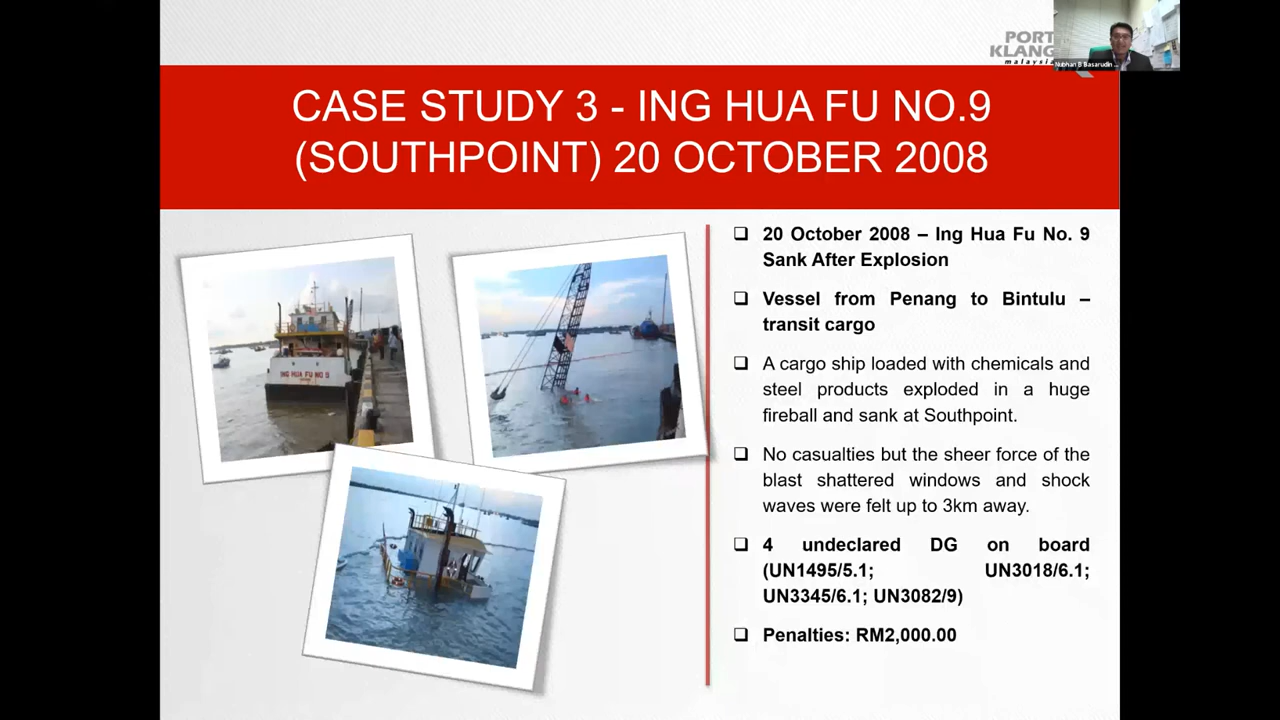 PORT
KLANG
malaysia
Nubhan B Basarudin ...
CASE STUDY 3 - ING HUA FU NO.9
(SOUTHPOINT) 20 OCTOBER 2008
ING HUA FU NO 9
❑ 20 October 2008 – Ing Hua Fu No. 9
Sank After Explosion
❑ Vessel from Penang to Bintulu –
transit cargo
❑ A cargo ship loaded with chemicals and
steel products exploded in a huge
fireball and sank at Southpoint.
❑ No casualties but the sheer force of the
blast shattered windows and shock
waves were felt up to 3km away.
❑ 4 undeclared DG on board
(UN1495/5.1; UN3018/6.1;
UN3345/6.1; UN3082/9)
❑ Penalties: RM2,000.00